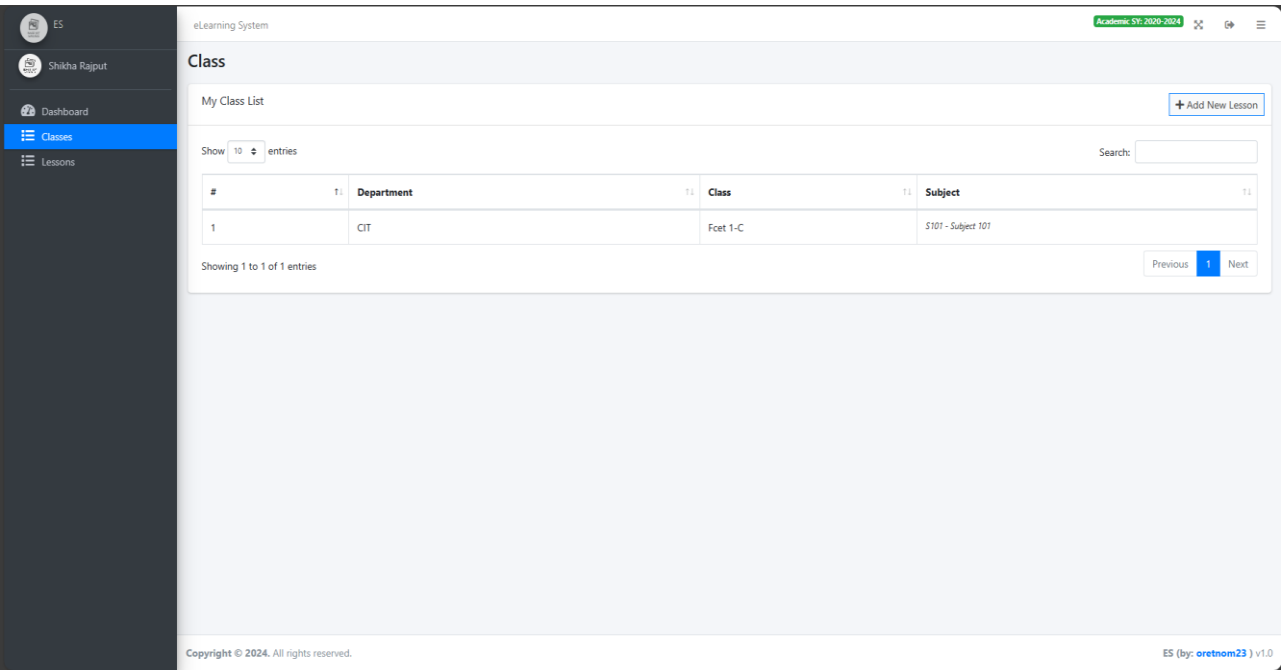 ES
eLearning System
Academic SY: 2020-2024
Shikha Rajput
Dashboard
Classes
Lessons
Class
My Class List
Add New Lesson
Show 10 entries
Search:
# Department Class Subject
1 CIT Fcet 1-C S101 - Subject 101
Showing 1 to 1 of 1 entries
Previous 1 Next
Copyright © 2024. All rights reserved.
ES (by: oretnom23 ) v1.0